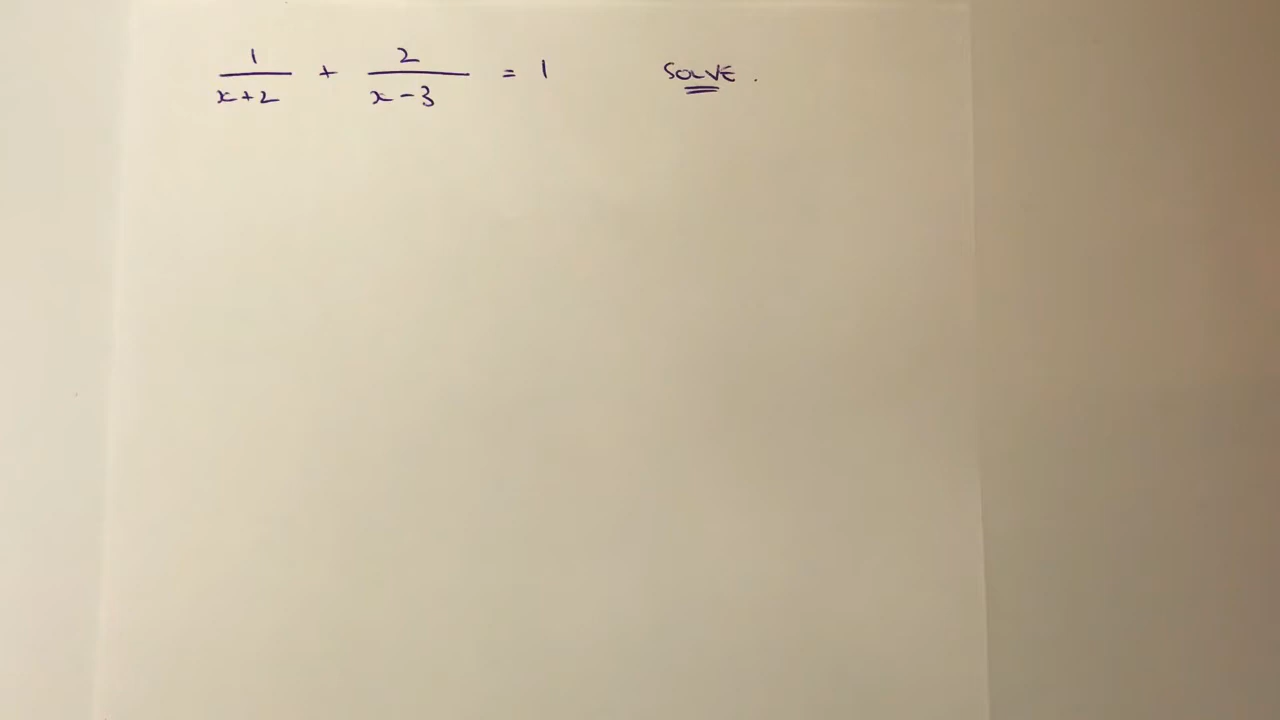 1/(x+2) + 2/(x-3) = 1 SOLVE.